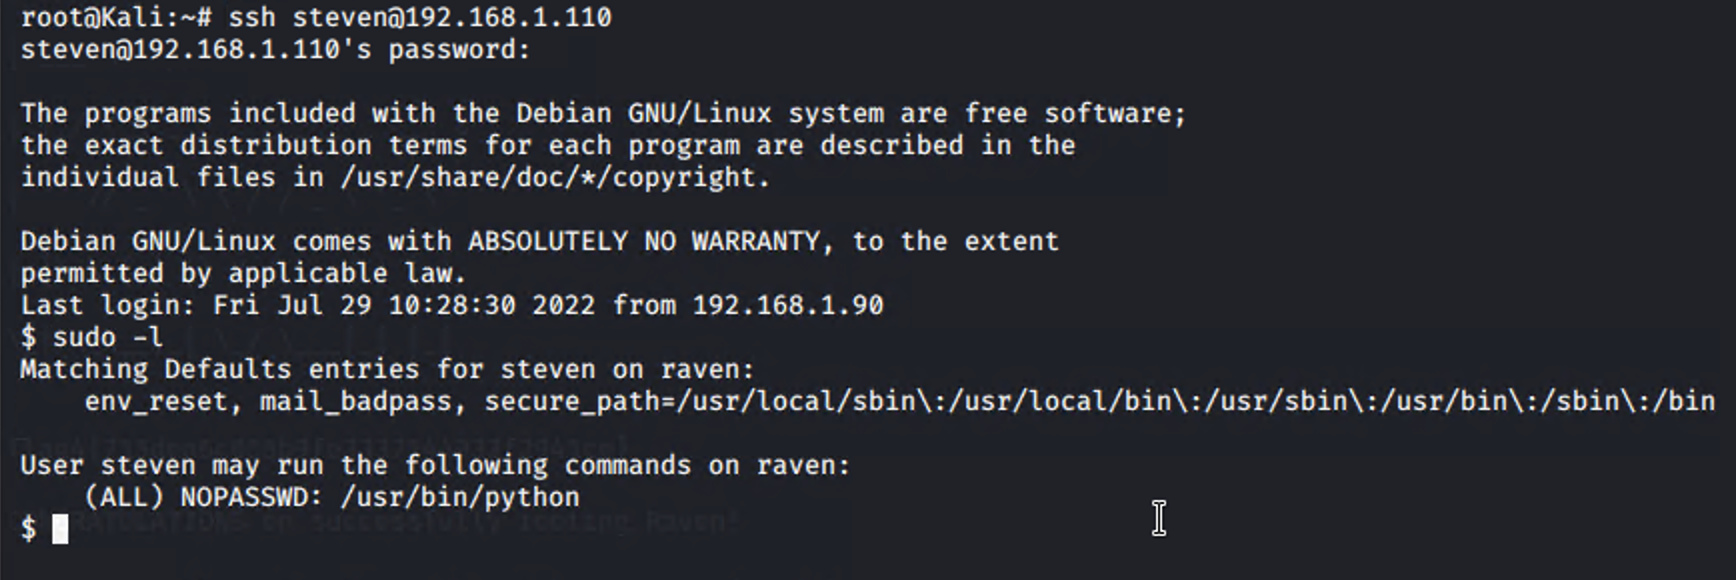 root@Kali:~# ssh steven@192.168.1.110
steven@192.168.1.110's password:
The programs included with the Debian GNU/Linux system are free software;
the exact distribution terms for each program are described in the
individual files in /usr/share/doc/*/copyright.
Debian GNU/Linux comes with ABSOLUTELY NO WARRANTY, to the extent
permitted by applicable law.
Last login: Fri Jul 29 10:28:30 2022 from 192.168.1.90
$ sudo -l
Matching Defaults entries for steven on raven:
    env_reset, mail_badpass, secure_path=/usr/local/sbin\:/usr/local/bin\:/usr/sbin\:/usr/bin\:/sbin\:/bin
User steven may run the following commands on raven:
    (ALL) NOPASSWD: /usr/bin/python
$